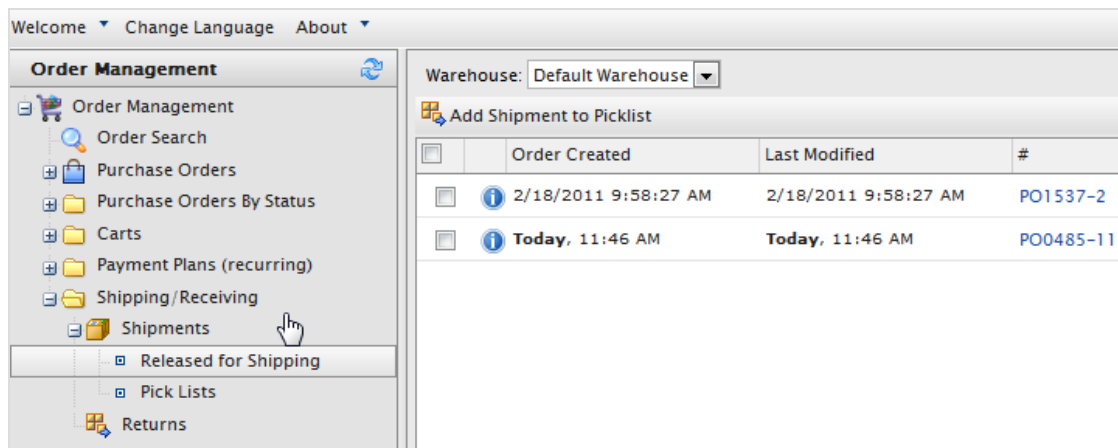 Welcome Change Language About
Order Management
Order Management
Order Search
Purchase Orders
Purchase Orders By Status
Carts
Payment Plans (recurring)
Shipping/Receiving
Shipments
Released for Shipping
Pick Lists
Returns
Warehouse: Default Warehouse
Add Shipment to Picklist
Order Created Last Modified #
2/18/2011 9:58:27 AM 2/18/2011 9:58:27 AM PO1537-2
Today, 11:46 AM Today, 11:46 AM PO0485-11